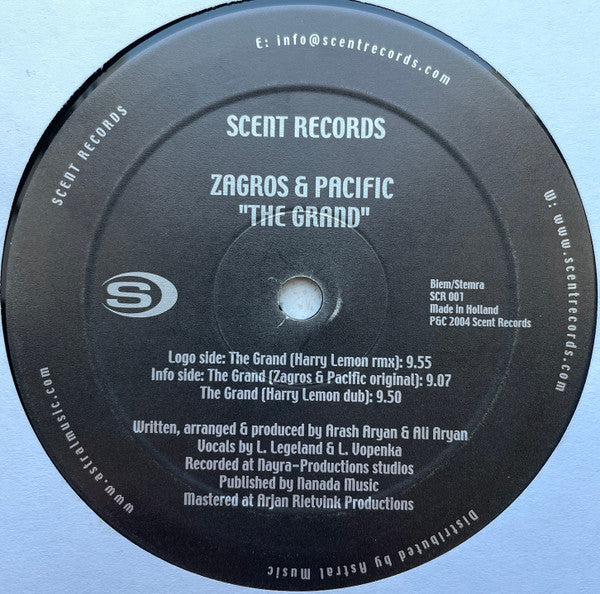 E: info@scentrecords.com
SCENT RECORDS
SCENT RECORDS
ZAGROS & PACIFIC
"THE GRAND"
W: www.scentrecords.com
S
Biem/Stemra
SCR 001
Made in Holland
P&C 2004 Scent Records
Logo side: The Grand (Harry Lemon rmx): 9.55
Info side: The Grand (Zagros & Pacific original): 9.07
The Grand (Harry Lemon dub): 9.50
Written, arranged & produced by Arash Aryan & Ali Aryan
Vocals by L. Legeland & L. Vopenka
Recorded at Nayra-Productions studios
Published by Nanada Music
Mastered at Arjan Rietvink Productions
www.astralmusic.com
Distributed by Astral Music